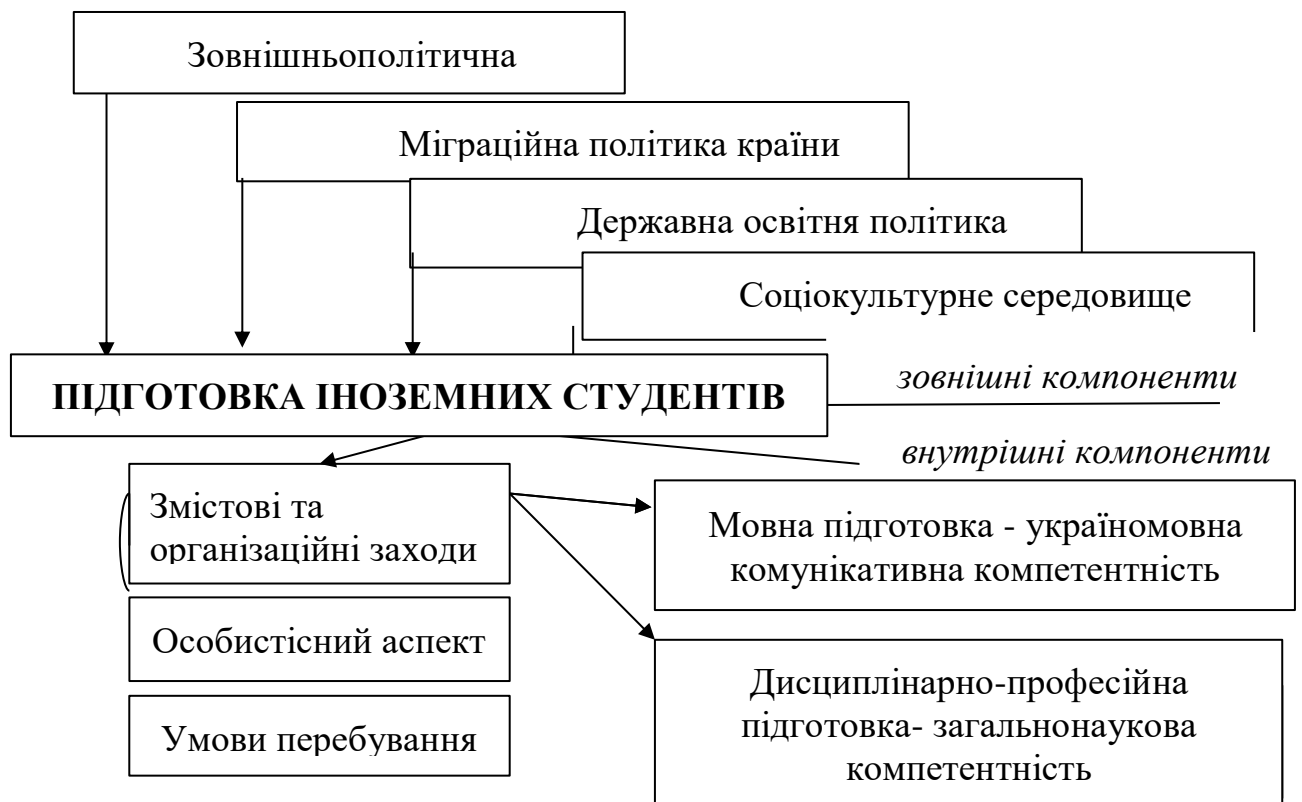 Зовнішньополітична
Міграційна політика країни
Державна освітня політика
Соціокультурне середовище
ПІДГОТОВКА ІНОЗЕМНИХ СТУДЕНТІВ
зовнішні компоненти
внутрішні компоненти
Змістові та
організаційні заходи
Мовна підготовка - україномовна
комунікативна компетентність
Особистісний аспект
Дисциплінарно-професійна
підготовка- загальнонаукова
компетентність
Умови перебування